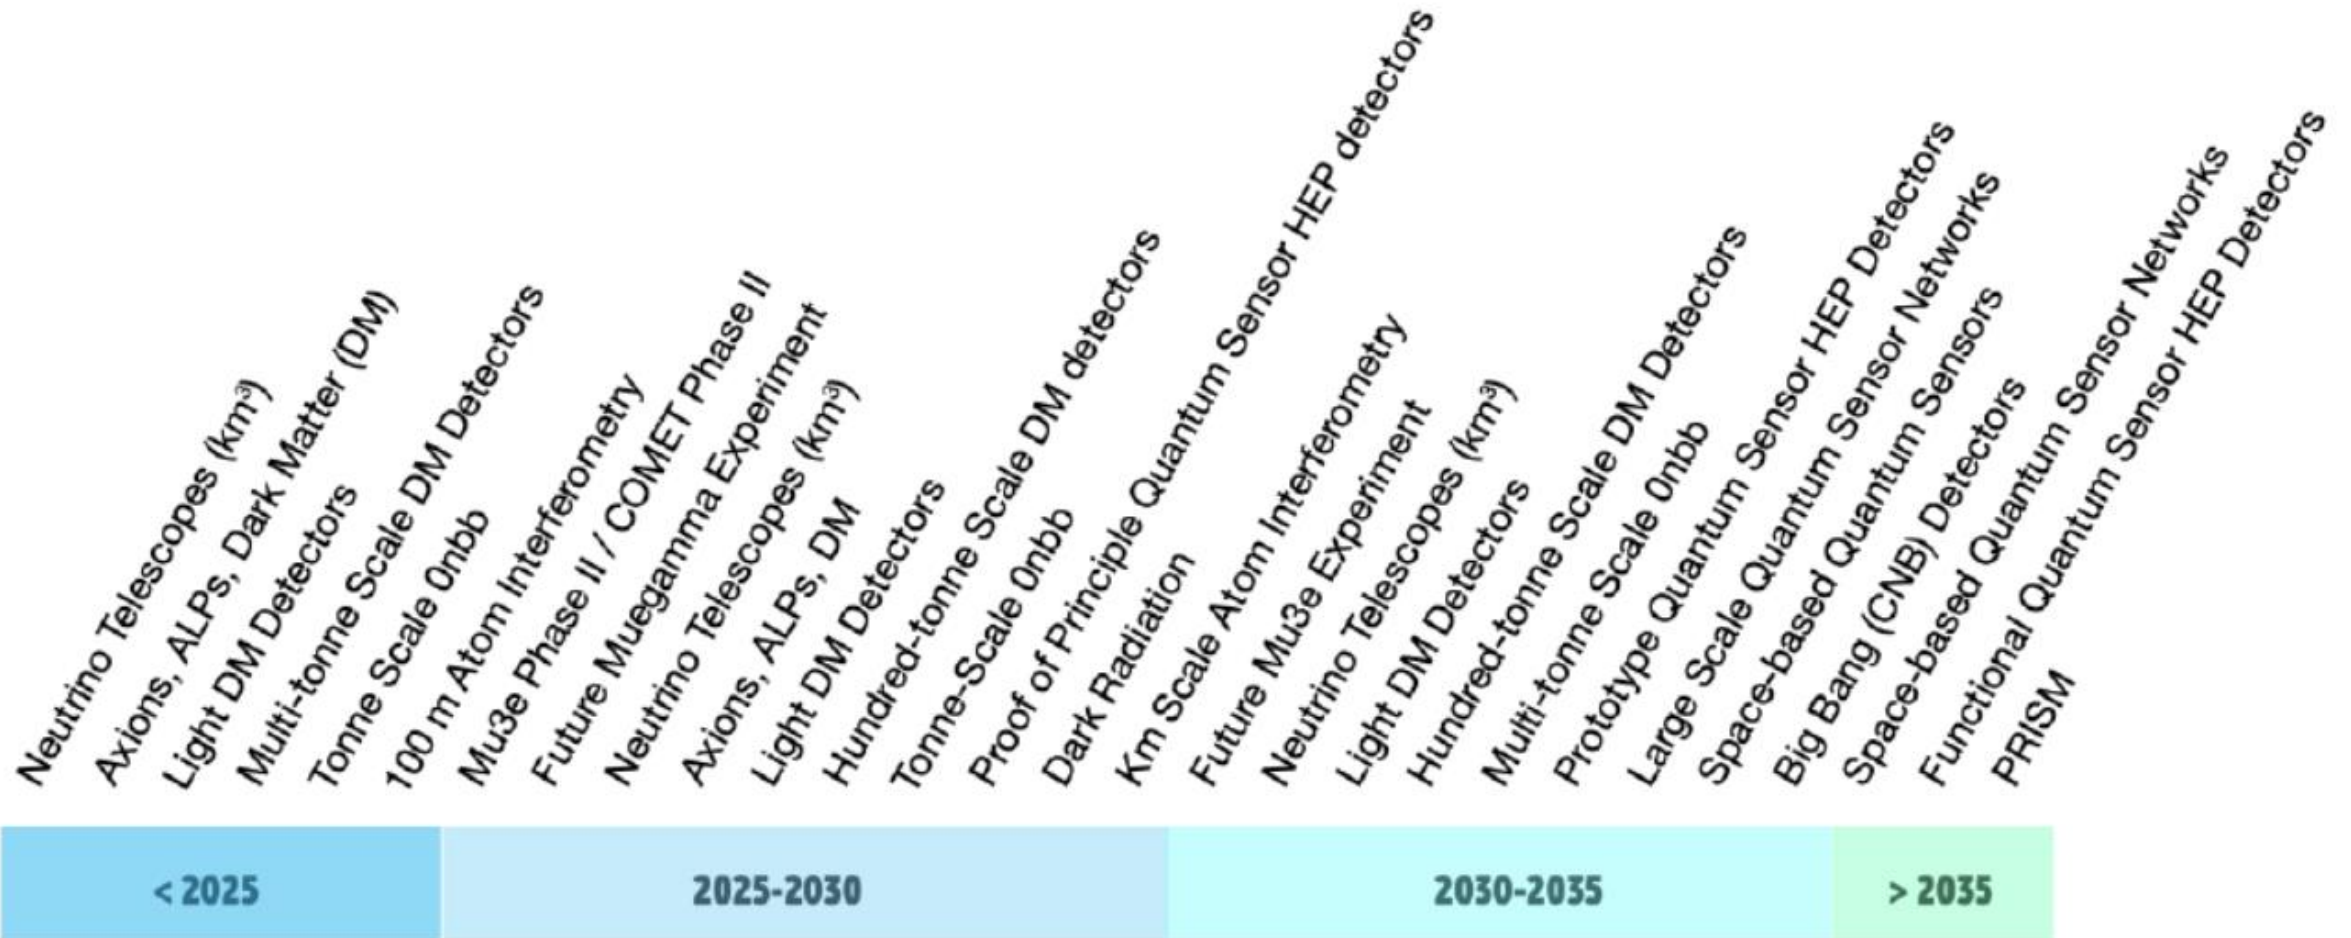 Neutrino Telescopes (km³)
Axions, ALPs, Dark Matter (DM)
Light DM Detectors
Multi-tonne Scale DM Detectors
Tonne Scale 0nbb
100 m Atom Interferometry
Mu3e Phase II / COMET Phase II
Future Muegamma Experiment
Neutrino Telescopes (km³)
Axions, ALPs, DM
Light DM Detectors
Hundred-tonne Scale DM detectors
Tonne-Scale 0nbb
Proof of Principle Quantum Sensor HEP detectors
Dark Radiation
Km Scale Atom Interferometry
Future Mu3e Experiment
Neutrino Telescopes (km³)
Light DM Detectors
Hundred-tonne Scale DM Detectors
Multi-tonne Scale 0nbb
Prototype Quantum Sensor HEP Detectors
Large Scale Quantum Sensor Networks
Space-based Quantum Sensors
Big Bang (CNB) Detectors
Space-based Quantum Sensor Networks
Functional Quantum Sensor HEP Detectors
PRISM
< 2025
2025-2030
2030-2035
> 2035